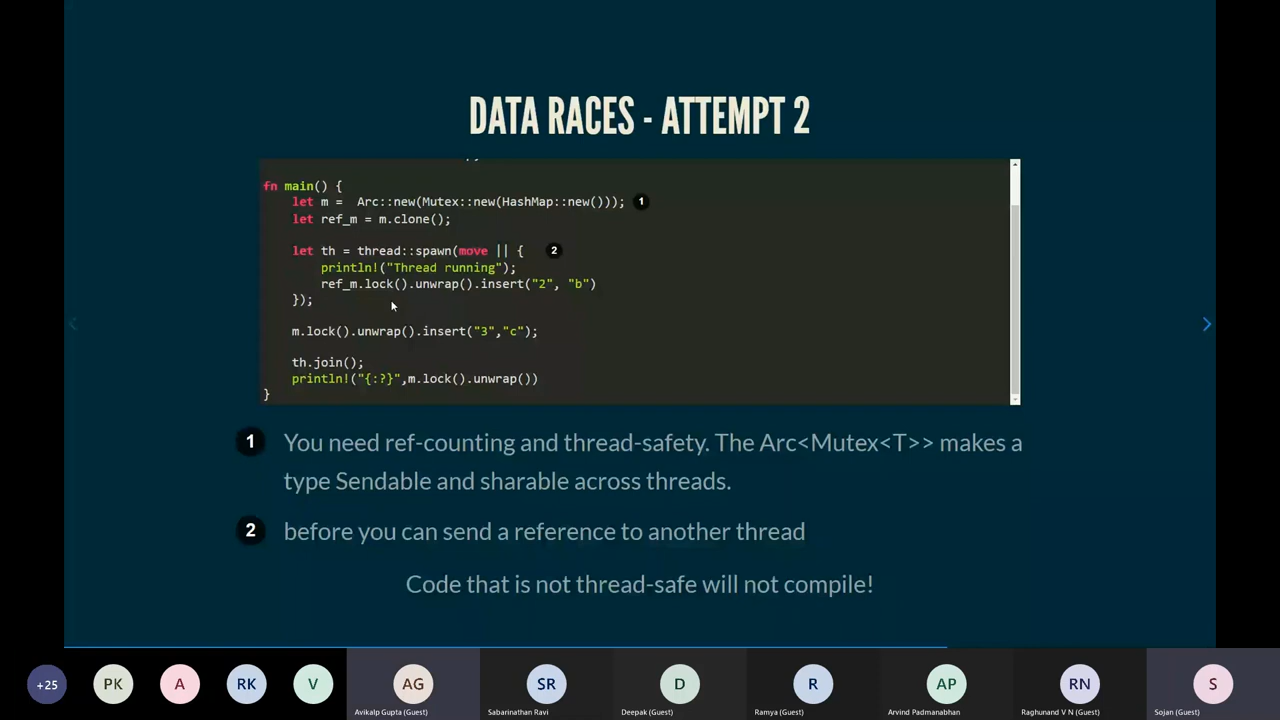 DATA RACES - ATTEMPT 2
fn main() {
let m =  Arc::new(Mutex::new(HashMap::new())); 1
let ref_m = m.clone();
let th = thread::spawn(move || { 2
println!("Thread running");
ref_m.lock().unwrap().insert("2", "b")
});
m.lock().unwrap().insert("3","c");
th.join();
println!("{:?}",m.lock().unwrap())
}
1 You need ref-counting and thread-safety. The Arc<Mutex<T>> makes a
type Sendable and sharable across threads.
2 before you can send a reference to another thread
Code that is not thread-safe will not compile!
+25 PK A RK V AG SR D R AP RN S
Avikalp Gupta (Guest) Sabarinathan Ravi Deepak (Guest) Ramya (Guest) Arvind Padmanabhan Raghunand V N (Guest) Sojan (Guest)